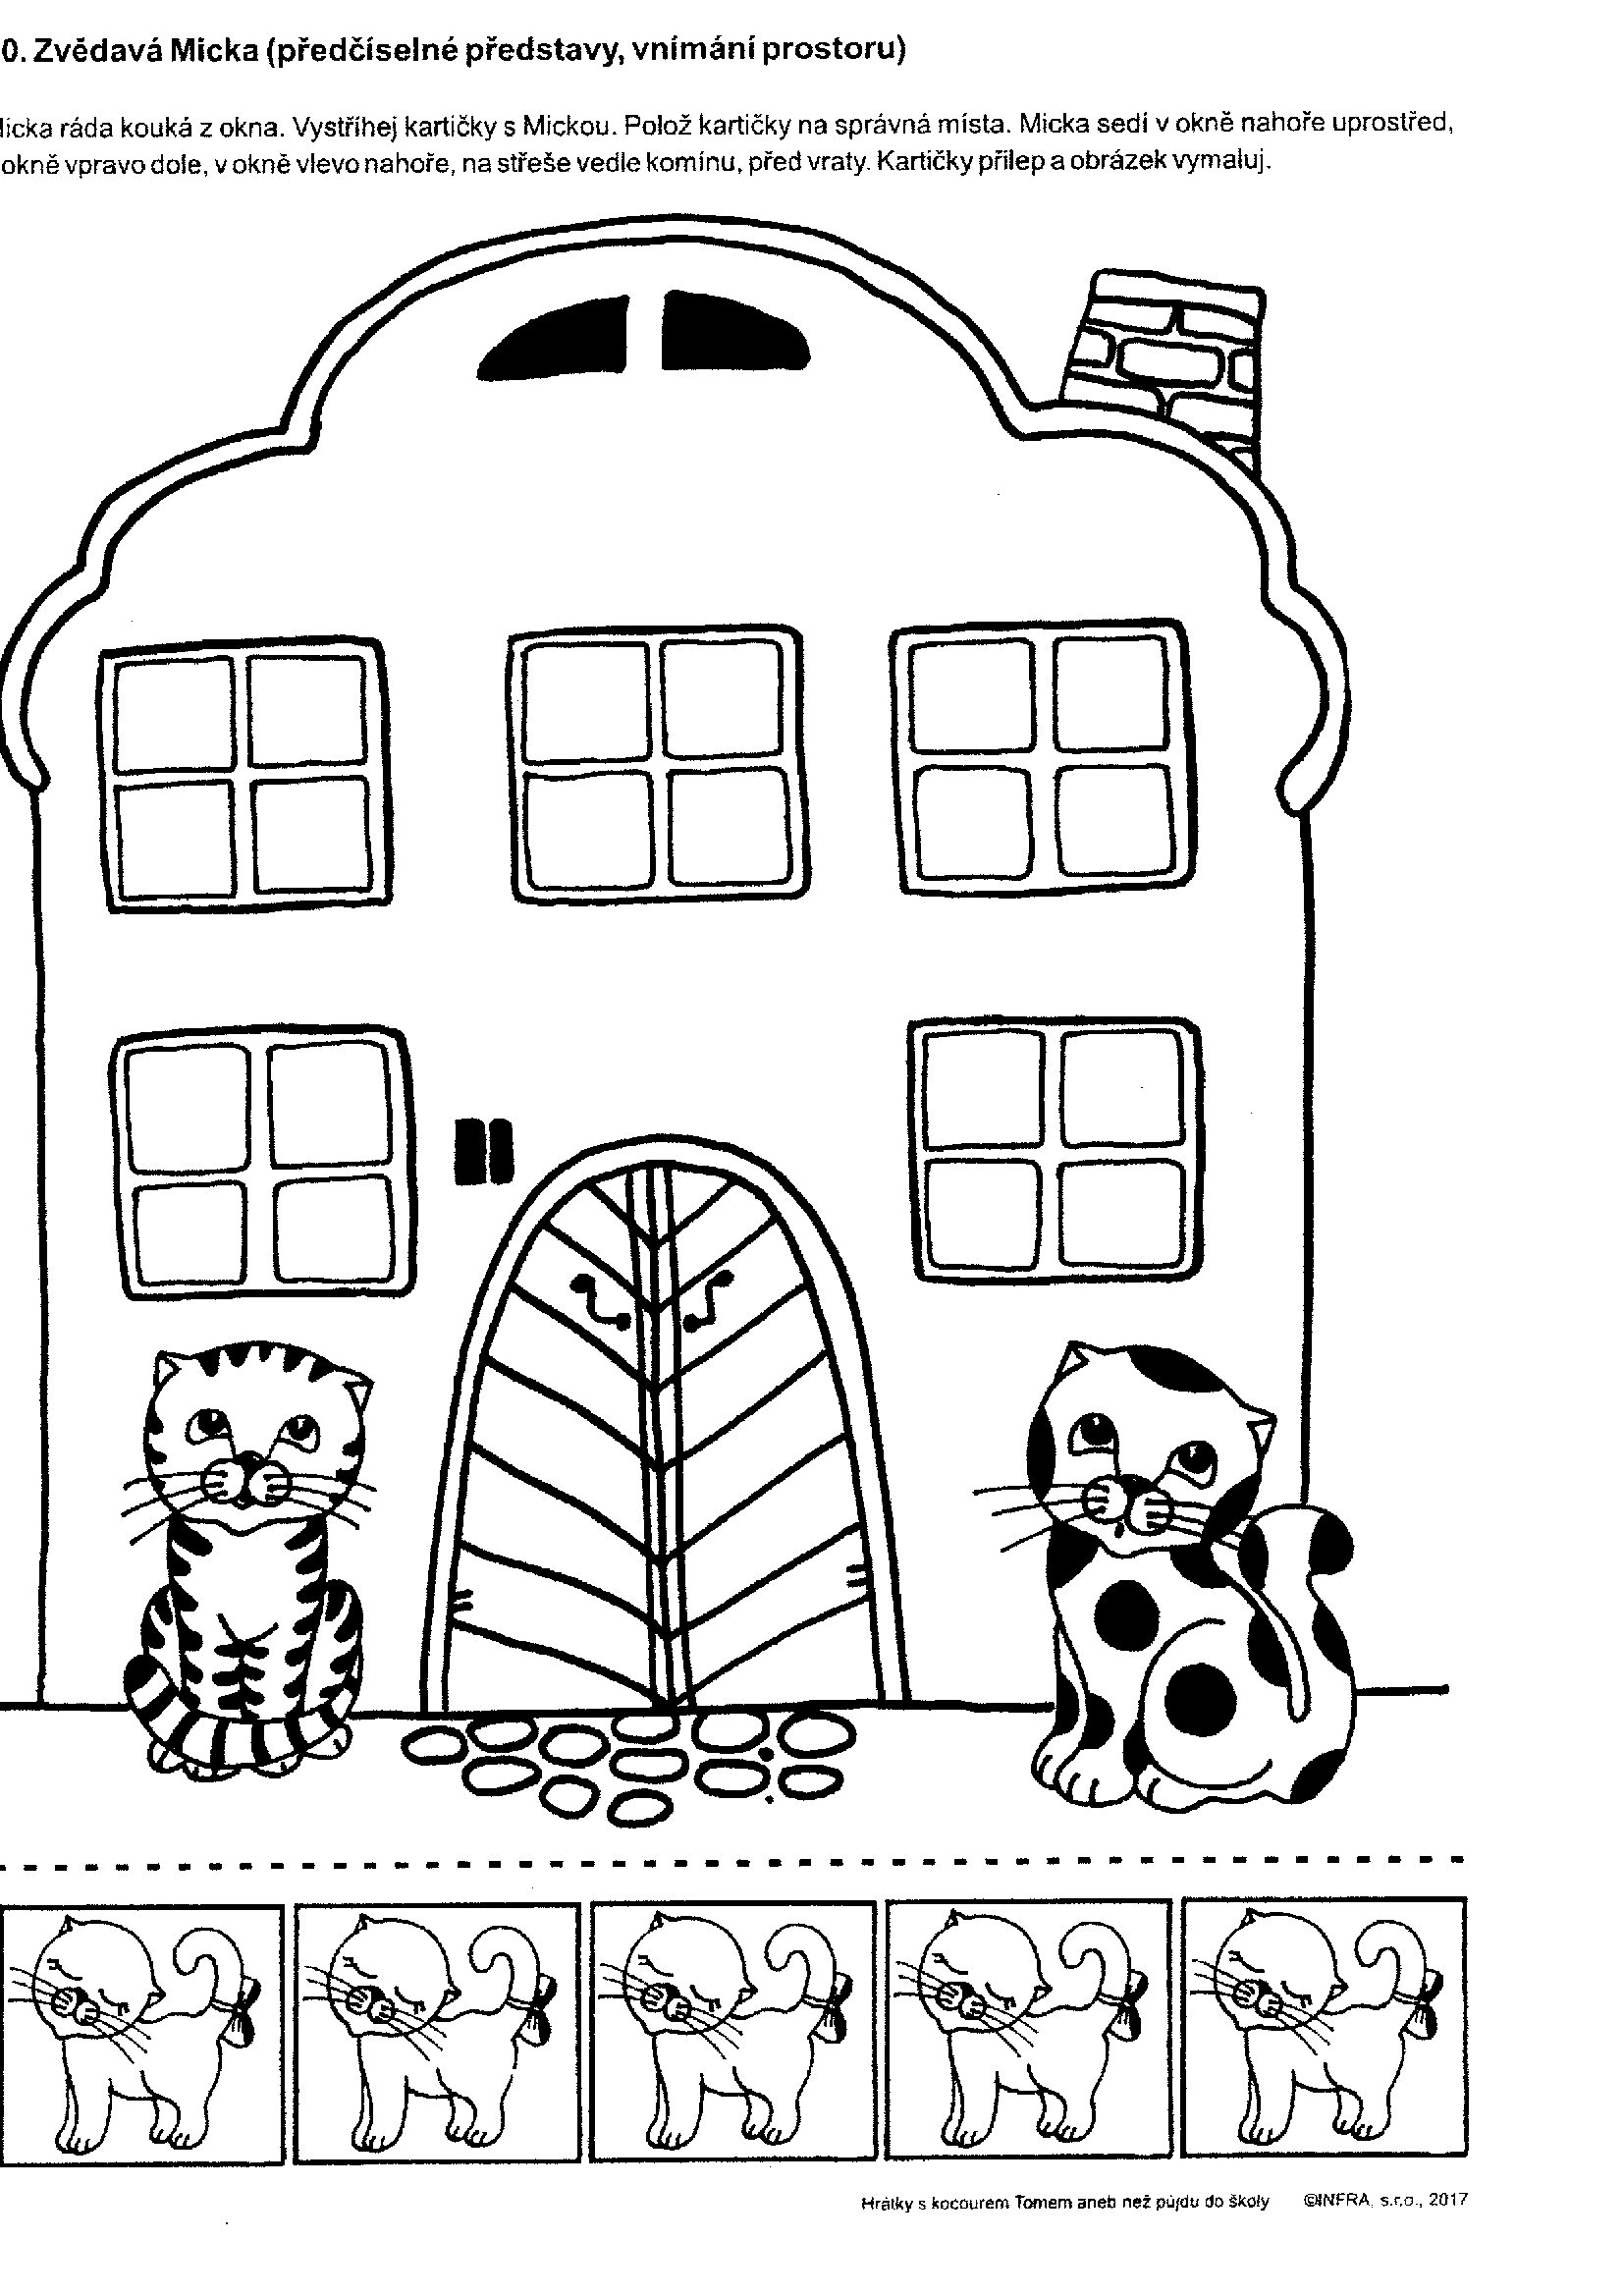 0. Zvědavá Micka (předčíselné představy, vnímání prostoru)
licka ráda kouká z okna. Vystřihej kartičky s Mickou. Polož kartičky na správná místa. Micka sedí v okně nahoře uprostřed,
okně vpravo dole, v okně vlevo nahoře, na střeše vedle komínu, před vraty. Kartičky přilep a obrázek vymaluj.
Hrátky s kocourem Tomem aneb než půjdu do školy ©INFRA, s.r.o., 2017